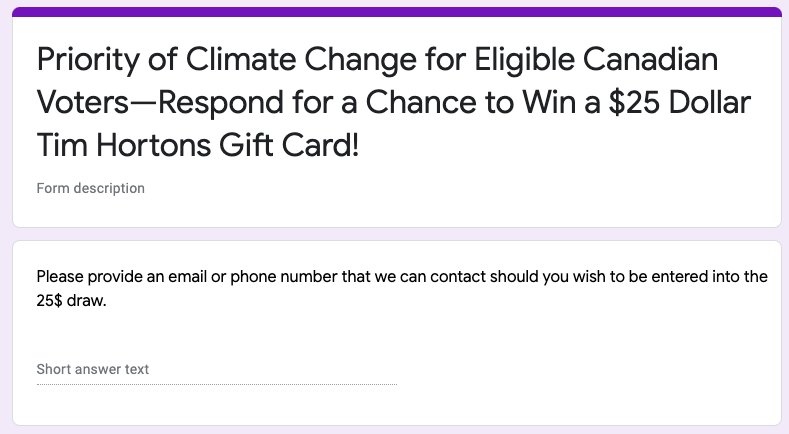 Priority of Climate Change for Eligible Canadian
Voters—Respond for a Chance to Win a $25 Dollar
Tim Hortons Gift Card!
Form description
Please provide an email or phone number that we can contact should you wish to be entered into the
25$ draw.
Short answer text